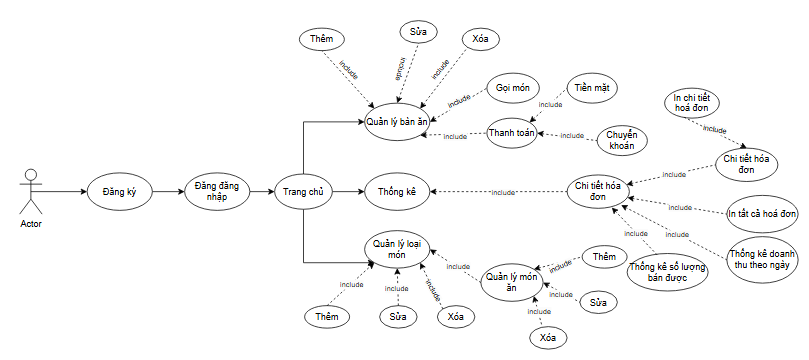 Thêm
Sửa
Xóa
include
include
include
Quản lý bản ăn
Gọi món
include
Tiền mặt
include
Thanh toán
include
include
Chuyển
khoản
In chi tiết
hoá đơn
include
Chi tiết hóa
đơn
include
Actor
Đăng ký
Đăng đăng
nhập
Trang chủ
Thống kê
include
Chi tiết hóa
đơn
include
In tất cả hoá đơn
include
include
Thống kê doanh
thu theo ngày
Thống kê số lượng
bán được
Quản lý loại
món
include
include
include
include
Thêm
Sửa
Xóa
Quản lý món
ăn
include
Thêm
include
Sửa
include
Xóa